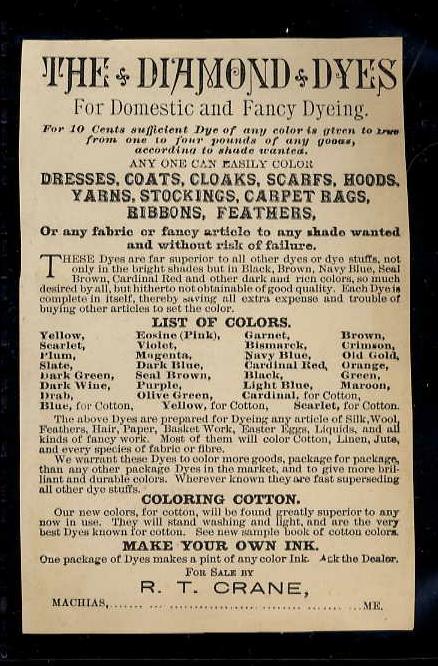 THE DIAMOND DYES
For Domestic and Fancy Dyeing.
For 10 Cents sufficient Dye of any color is given to
from one to four pounds of any goods,
according to shade wanted.
ANY ONE CAN EASILY COLOR
DRESSES, COATS, CLOAKS, SCARFS, HOODS,
YARNS, STOCKINGS, CARPET RAGS,
RIBBONS, FEATHERS,
Or any fabric or fancy article to any shade wanted
and without risk of failure.
THESE Dyes are far superior to all other dyes or dye stuffs, not
only in the bright shades but in Black, Brown, Navy Blue, Seal
Brown, Cardinal Red and other dark and rich colors, so much
desired by all, but hitherto not obtainable of good quality. Each Dye is
complete in itself, thereby saving all extra expense and trouble of
buying other articles to set the color.
LIST OF COLORS.
Yellow, Eosine (Pink), Garnet, Brown,
Scarlet, Violet, Bismarck, Crimson,
Plum, Magenta, Navy Blue, Old Gold,
Slate, Dark Blue, Cardinal Red, Orange,
Dark Green, Seal Brown, Black, Green,
Dark Wine, Purple, Light Blue, Maroon,
Drab, Olive Green, Cardinal, for Cotton,
Blue, for Cotton, Yellow, for Cotton, Scarlet, for Cotton.
The above Dyes are prepared for Dyeing any article of Silk, Wool,
Feathers, Hair, Paper, Basket Work, Easter Eggs, Liquids, and all
kinds of fancy work. Most of them will color Cotton, Linen, Jute,
and every species of fabric or fibre.
We warrant these Dyes to color more goods, package for package,
than any other package Dyes in the market, and to give more bril-
liant and durable colors. Wherever known they are fast superseding
all other dye stuffs.
COLORING COTTON.
Our new colors, for cotton, will be found greatly superior to any
now in use. They will stand washing and light, and are the very
best Dyes known for cotton. See new sample book of cotton colors.
MAKE YOUR OWN INK.
One package of Dyes makes a pint of any color Ink. Ask the Dealer.
FOR SALE BY
R. T. CRANE,
MACHIAS,.............................................ME.